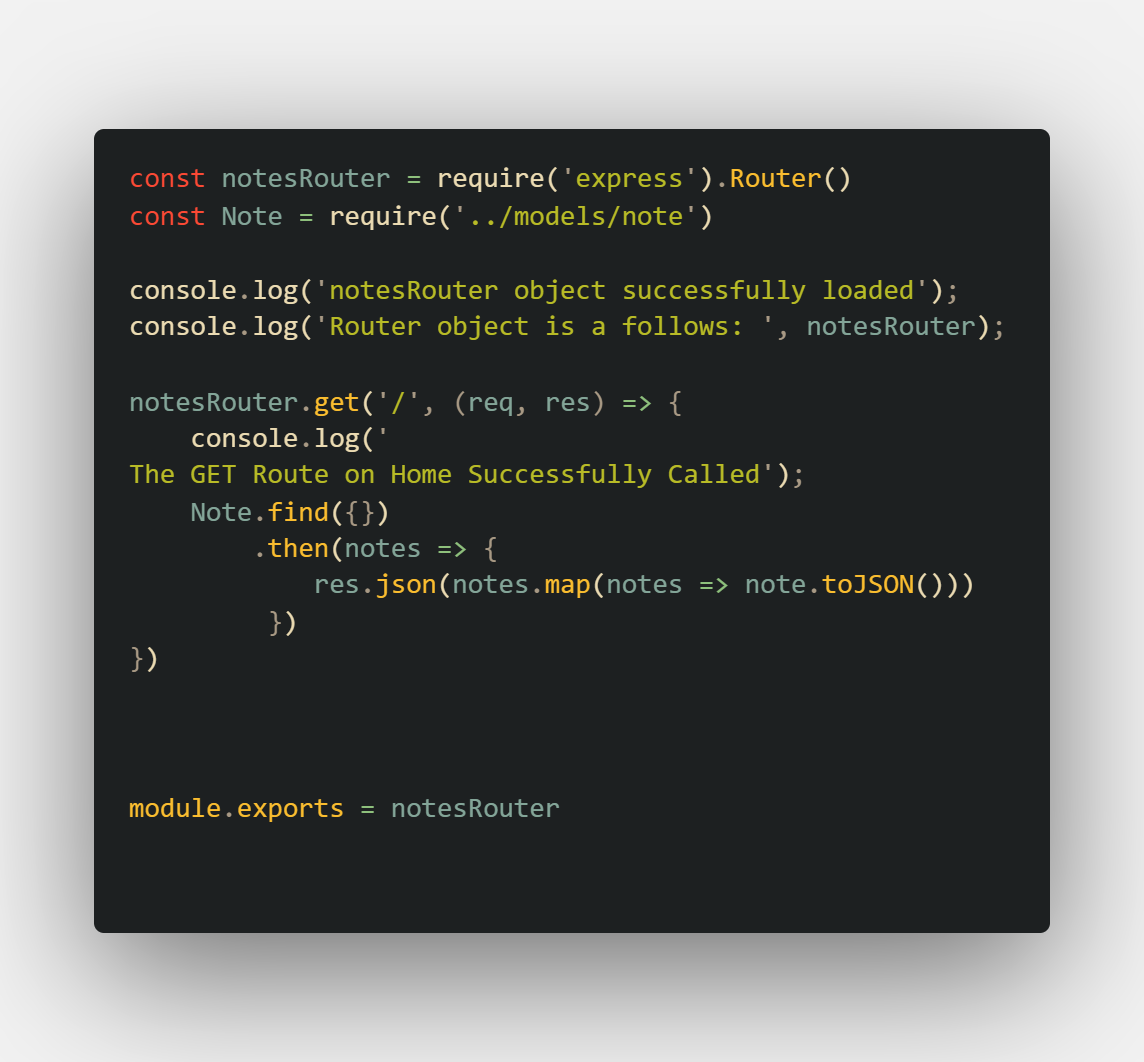 const notesRouter = require('express').Router()
const Note = require('../models/note')

console.log('notesRouter object successfully loaded');
console.log('Router object is a follows: ', notesRouter);

notesRouter.get('/', (req, res) => {
    console.log('
The GET Route on Home Successfully Called');
    Note.find({})
        .then(notes => {
            res.json(notes.map(notes => note.toJSON()))
         })
})

module.exports = notesRouter